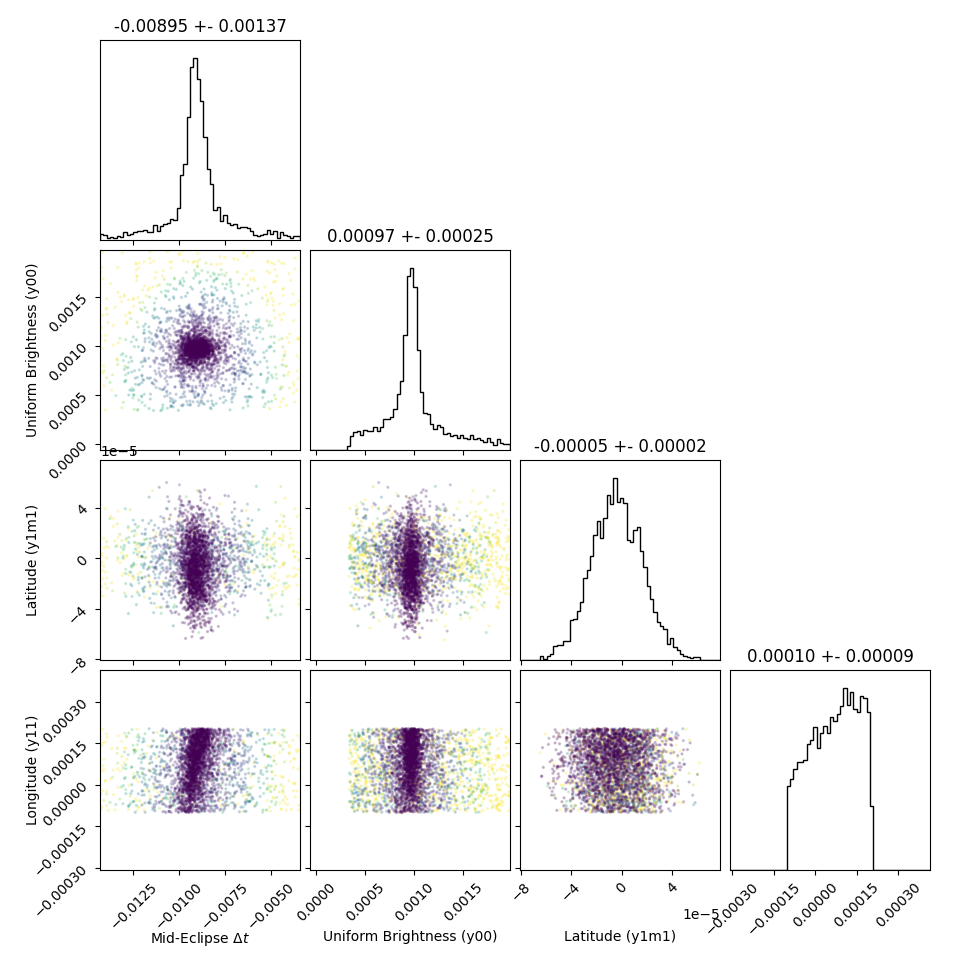 -0.00895 +- 0.00137
0.00097 +- 0.00025
Uniform Brightness (y00)
0.0015
0.0010
0.0005
0.0000
1e−5
-0.00005 +- 0.00002
Latitude (y1m1)
4
0
−4
−8
0.00010 +- 0.00009
Longitude (y11)
0.00030
0.00015
0.00000
−0.00015
−0.00030
−0.0125
−0.0100
−0.0075
−0.0050
Mid-Eclipse Δt
0.0000
0.0005
0.0010
0.0015
Uniform Brightness (y00)
−8
−4
0
4
1e−5
Latitude (y1m1)
−0.00030
−0.00015
0.00000
0.00015
0.00030